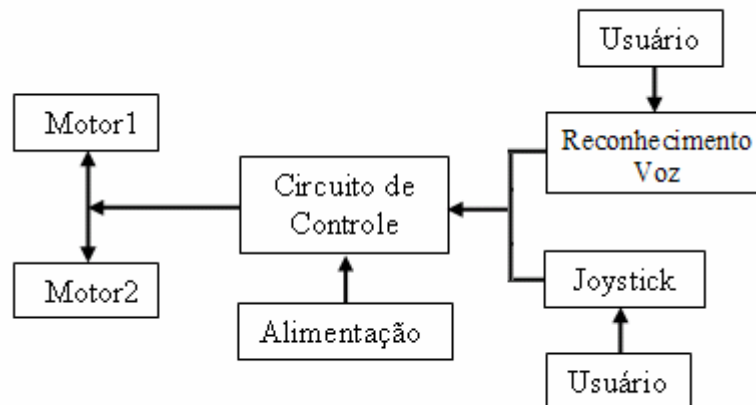 Usuário
Motor1
Reconhecimento
Voz
Circuito de
Controle
Motor2
Joystick
Alimentação
Usuário